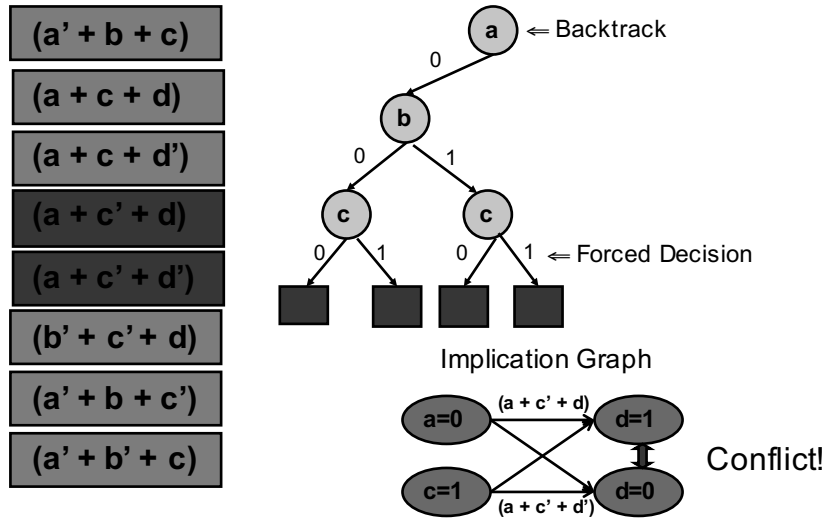 (a’ + b + c)
(a + c + d)
(a + c + d’)
(a + c’ + d)
(a + c’ + d’)
(b’ + c’ + d)
(a’ + b + c’)
(a’ + b’ + c)
a ⇐ Backtrack
0
b
0 1
c c
0 1 0 1 ⇐ Forced Decision
Implication Graph
(a + c’ + d)
a=0 d=1
Conflict!
c=1 d=0
(a + c’ + d’)